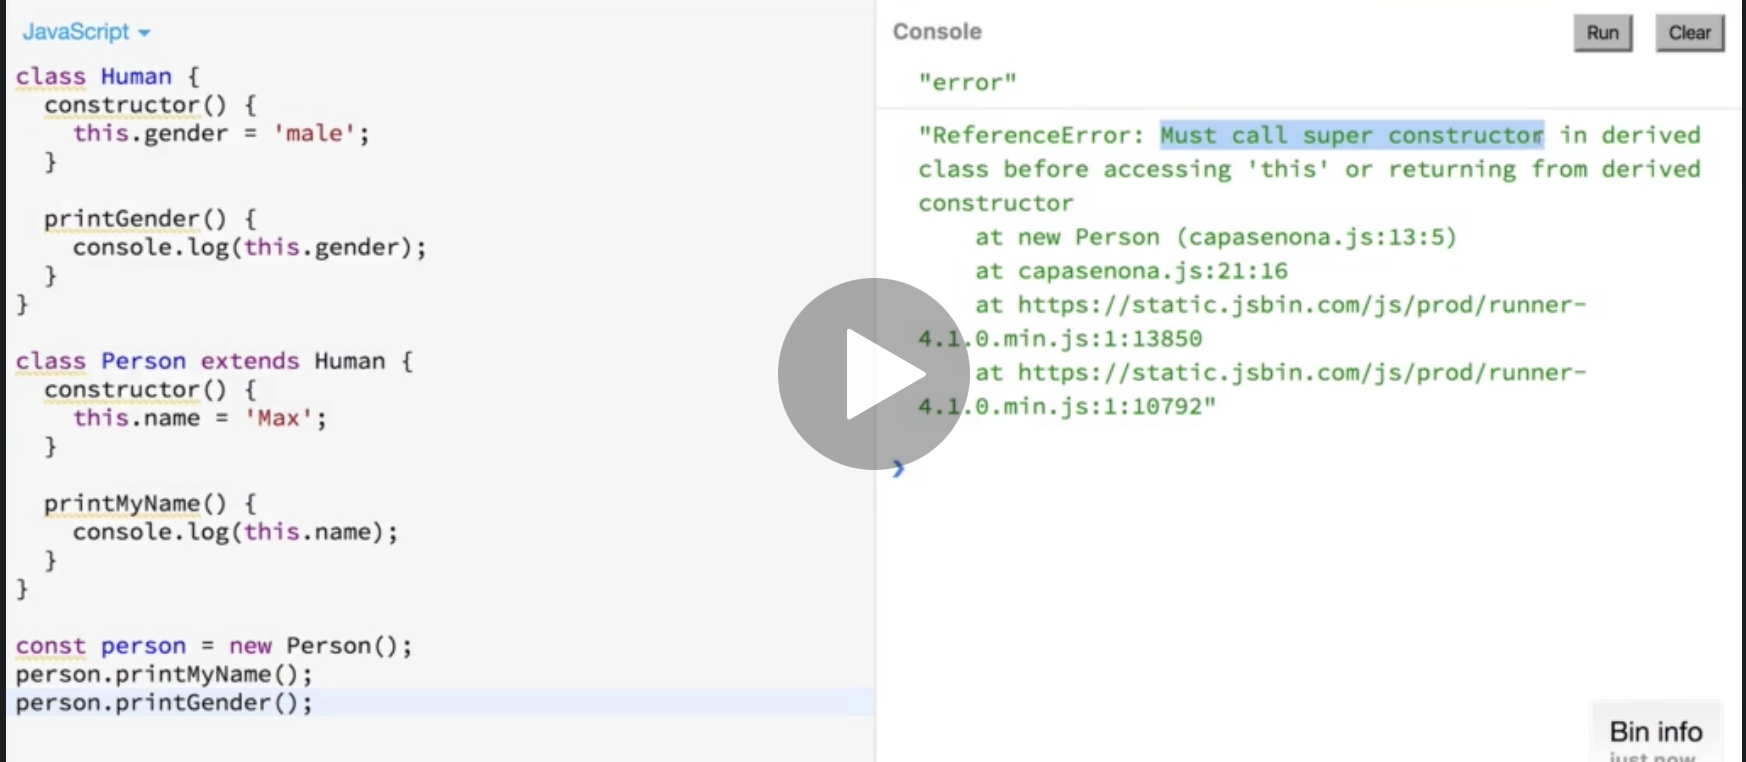 JavaScript
class Human {
  constructor() {
    this.gender = 'male';
  }

  printGender() {
    console.log(this.gender);
  }
}

class Person extends Human {
  constructor() {
    this.name = 'Max';
  }

  printMyName() {
    console.log(this.name);
  }
}

const person = new Person();
person.printMyName();
person.printGender();
Console
Run
Clear
"error"
"ReferenceError: Must call super constructor in derived
class before accessing 'this' or returning from derived
constructor
    at new Person (capasenona.js:13:5)
    at capasenona.js:21:16
    at https://static.jsbin.com/js/prod/runner-
4.1.0.min.js:1:13850
    at https://static.jsbin.com/js/prod/runner-
4.1.0.min.js:1:10792"
Bin info
just now